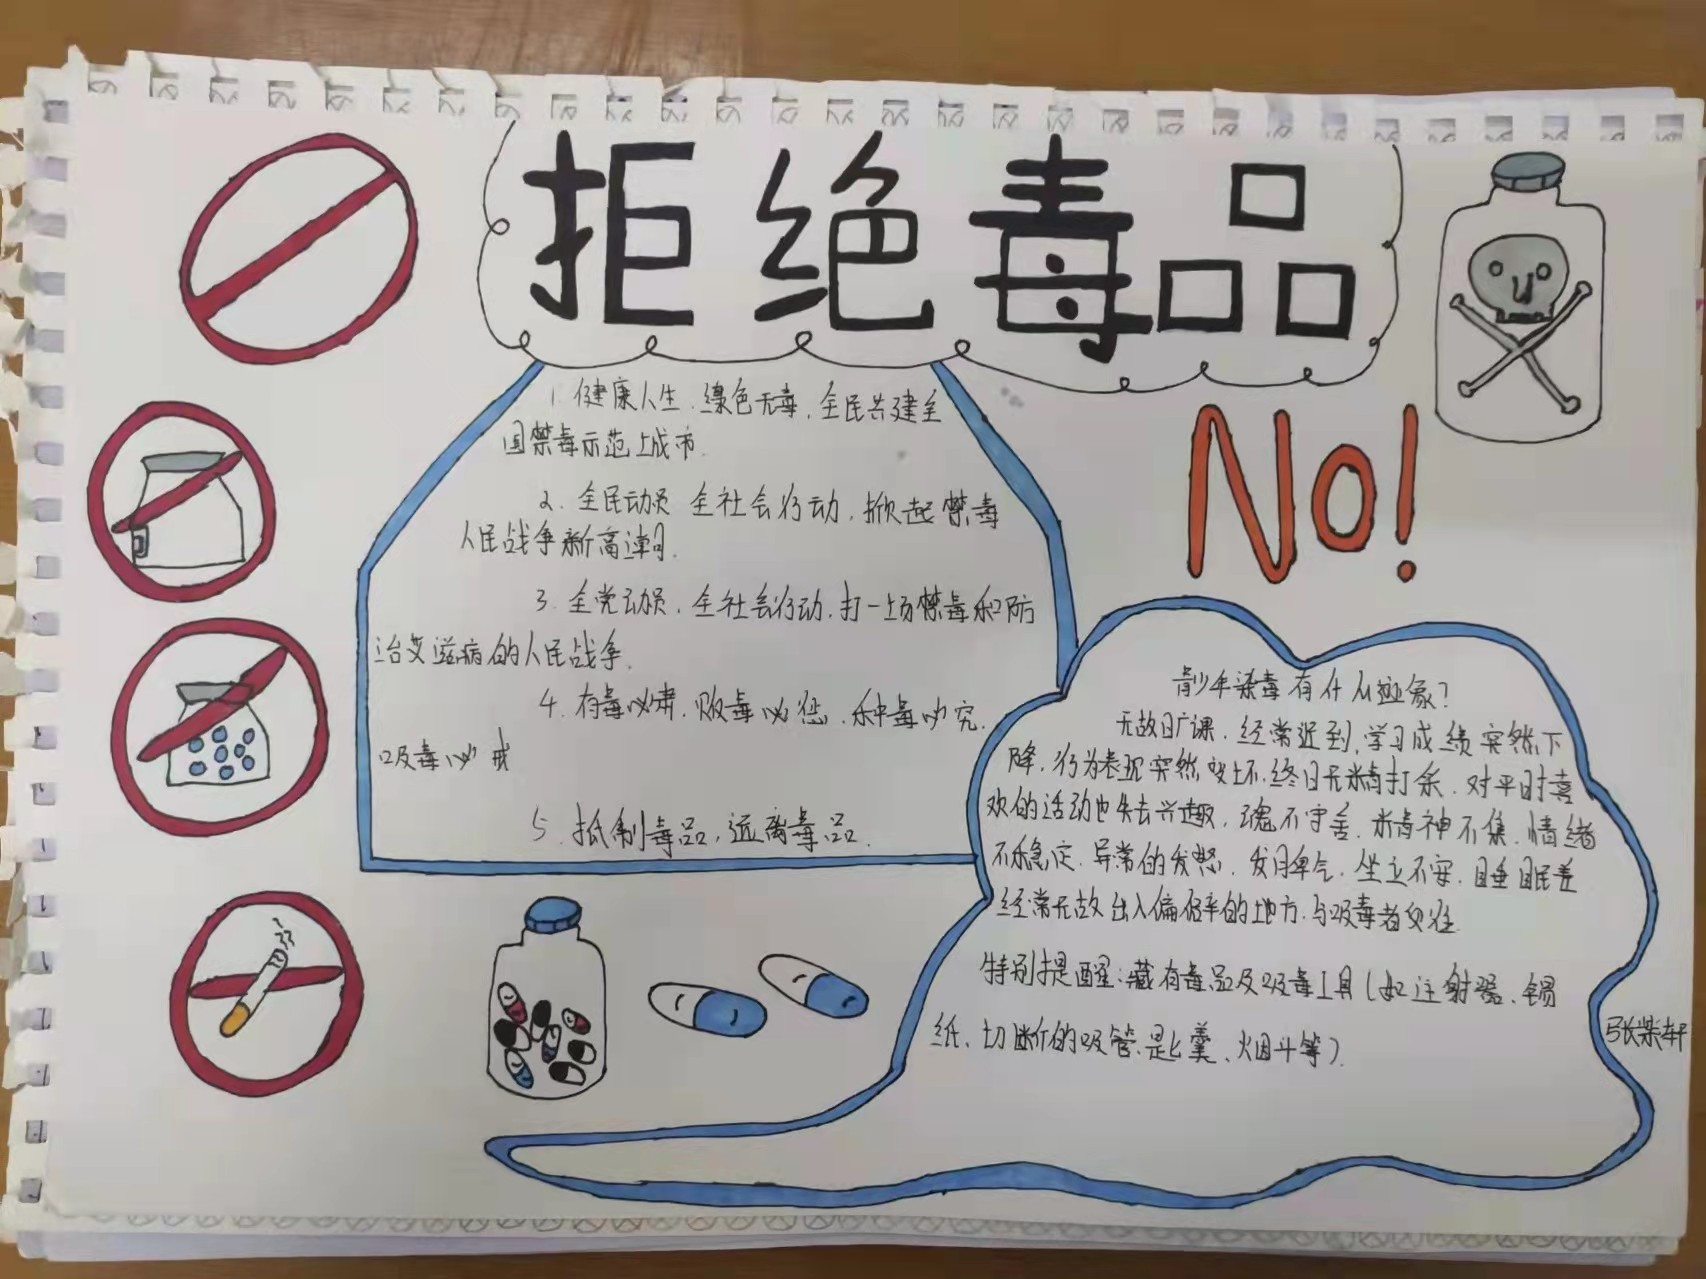 拒绝毒品
NO!
1. 健康人生、绿色无毒，全民共建全
国禁毒示范上成市.
2. 全民动员 全社会行动，掀起禁毒
人民战争新高潮.
3. 全党动员，全社会行动，打一场禁毒和防
治艾滋病的人民战争.
4. 有毒必肃，贩毒必惩，种毒必究.
吸毒必戒
5. 抵制毒品，远离毒品.
青少年染毒有什么迹象？
无故旷课，经常迟到，学习成绩突然下
降，行为表现突然变坏，终日无精打采，对平时喜
欢的活动也失去兴趣，魂不守舍，精神不集，情绪
不稳定，异常的发怒，发脾气，坐立不安，睡眠差
经常无故出入偏僻的地方，与吸毒者交往.
特别提醒：藏有毒品及吸毒工具（如注射器、锡
纸、切断的吸管、匙羹、烟斗等）.
张紫轩